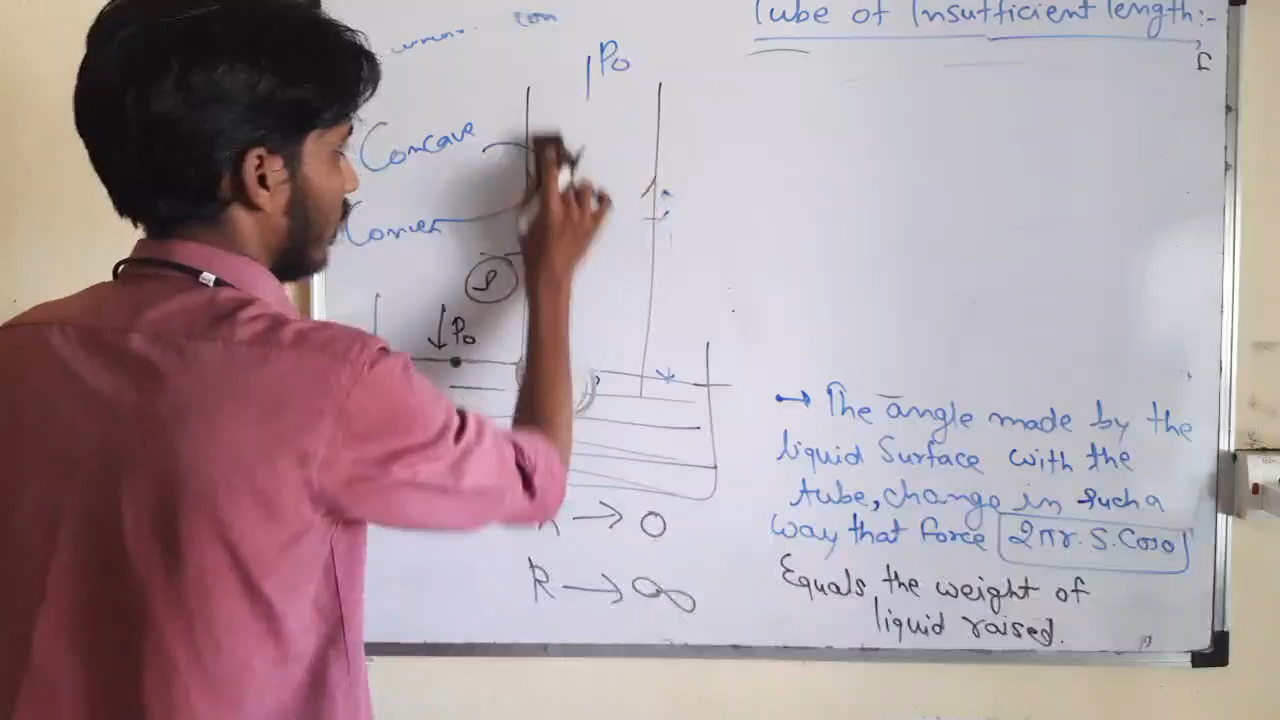 Tube of Insufficient length:-
P₀
Concave
P₀
→ The angle made by the
liquid Surface with the
tube, change in such a
way that force 2πr.S.Cosθ
Equals the weight of
liquid raised.
→ 0
R → ∞